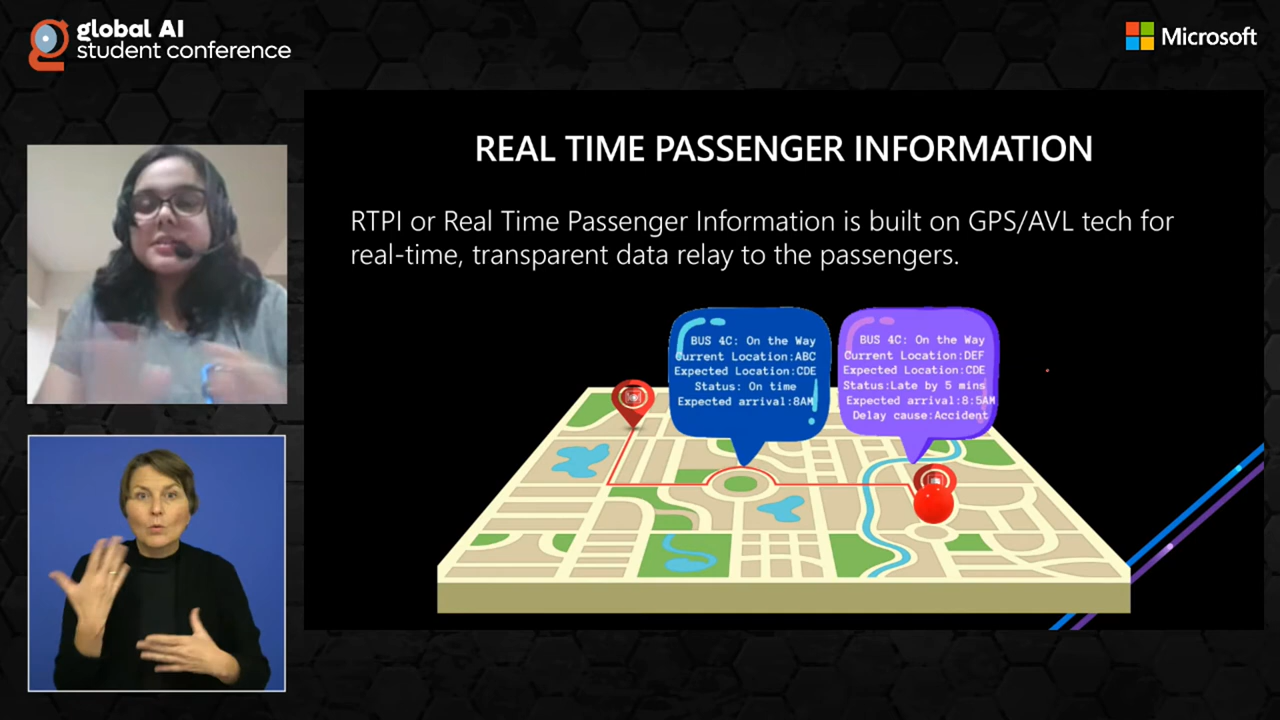 global AI
student conference
Microsoft
REAL TIME PASSENGER INFORMATION
RTPI or Real Time Passenger Information is built on GPS/AVL tech for
real-time, transparent data relay to the passengers.
BUS 4C: On the Way
Current Location:ABC
Expected Location:CDE
Status: On time
Expected arrival:8AM
BUS 4C: On the Way
Current Location:DEF
Expected Location:CDE
Status:Late by 5 mins
Expected arrival:8:5AM
Delay cause:Accident